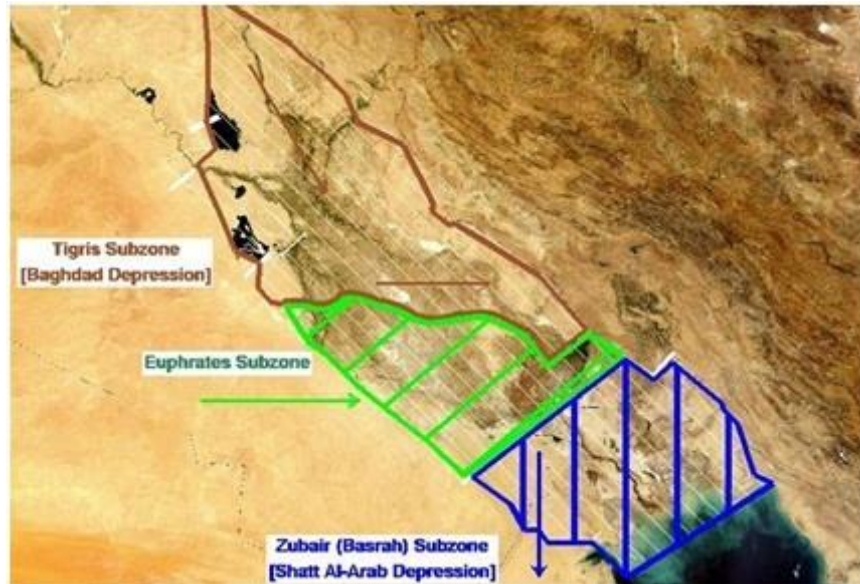 Tigris Subzone
[Baghdad Depression]
Euphrates Subzone
Zubair (Basrah) Subzone
[Shatt Al-Arab Depression]